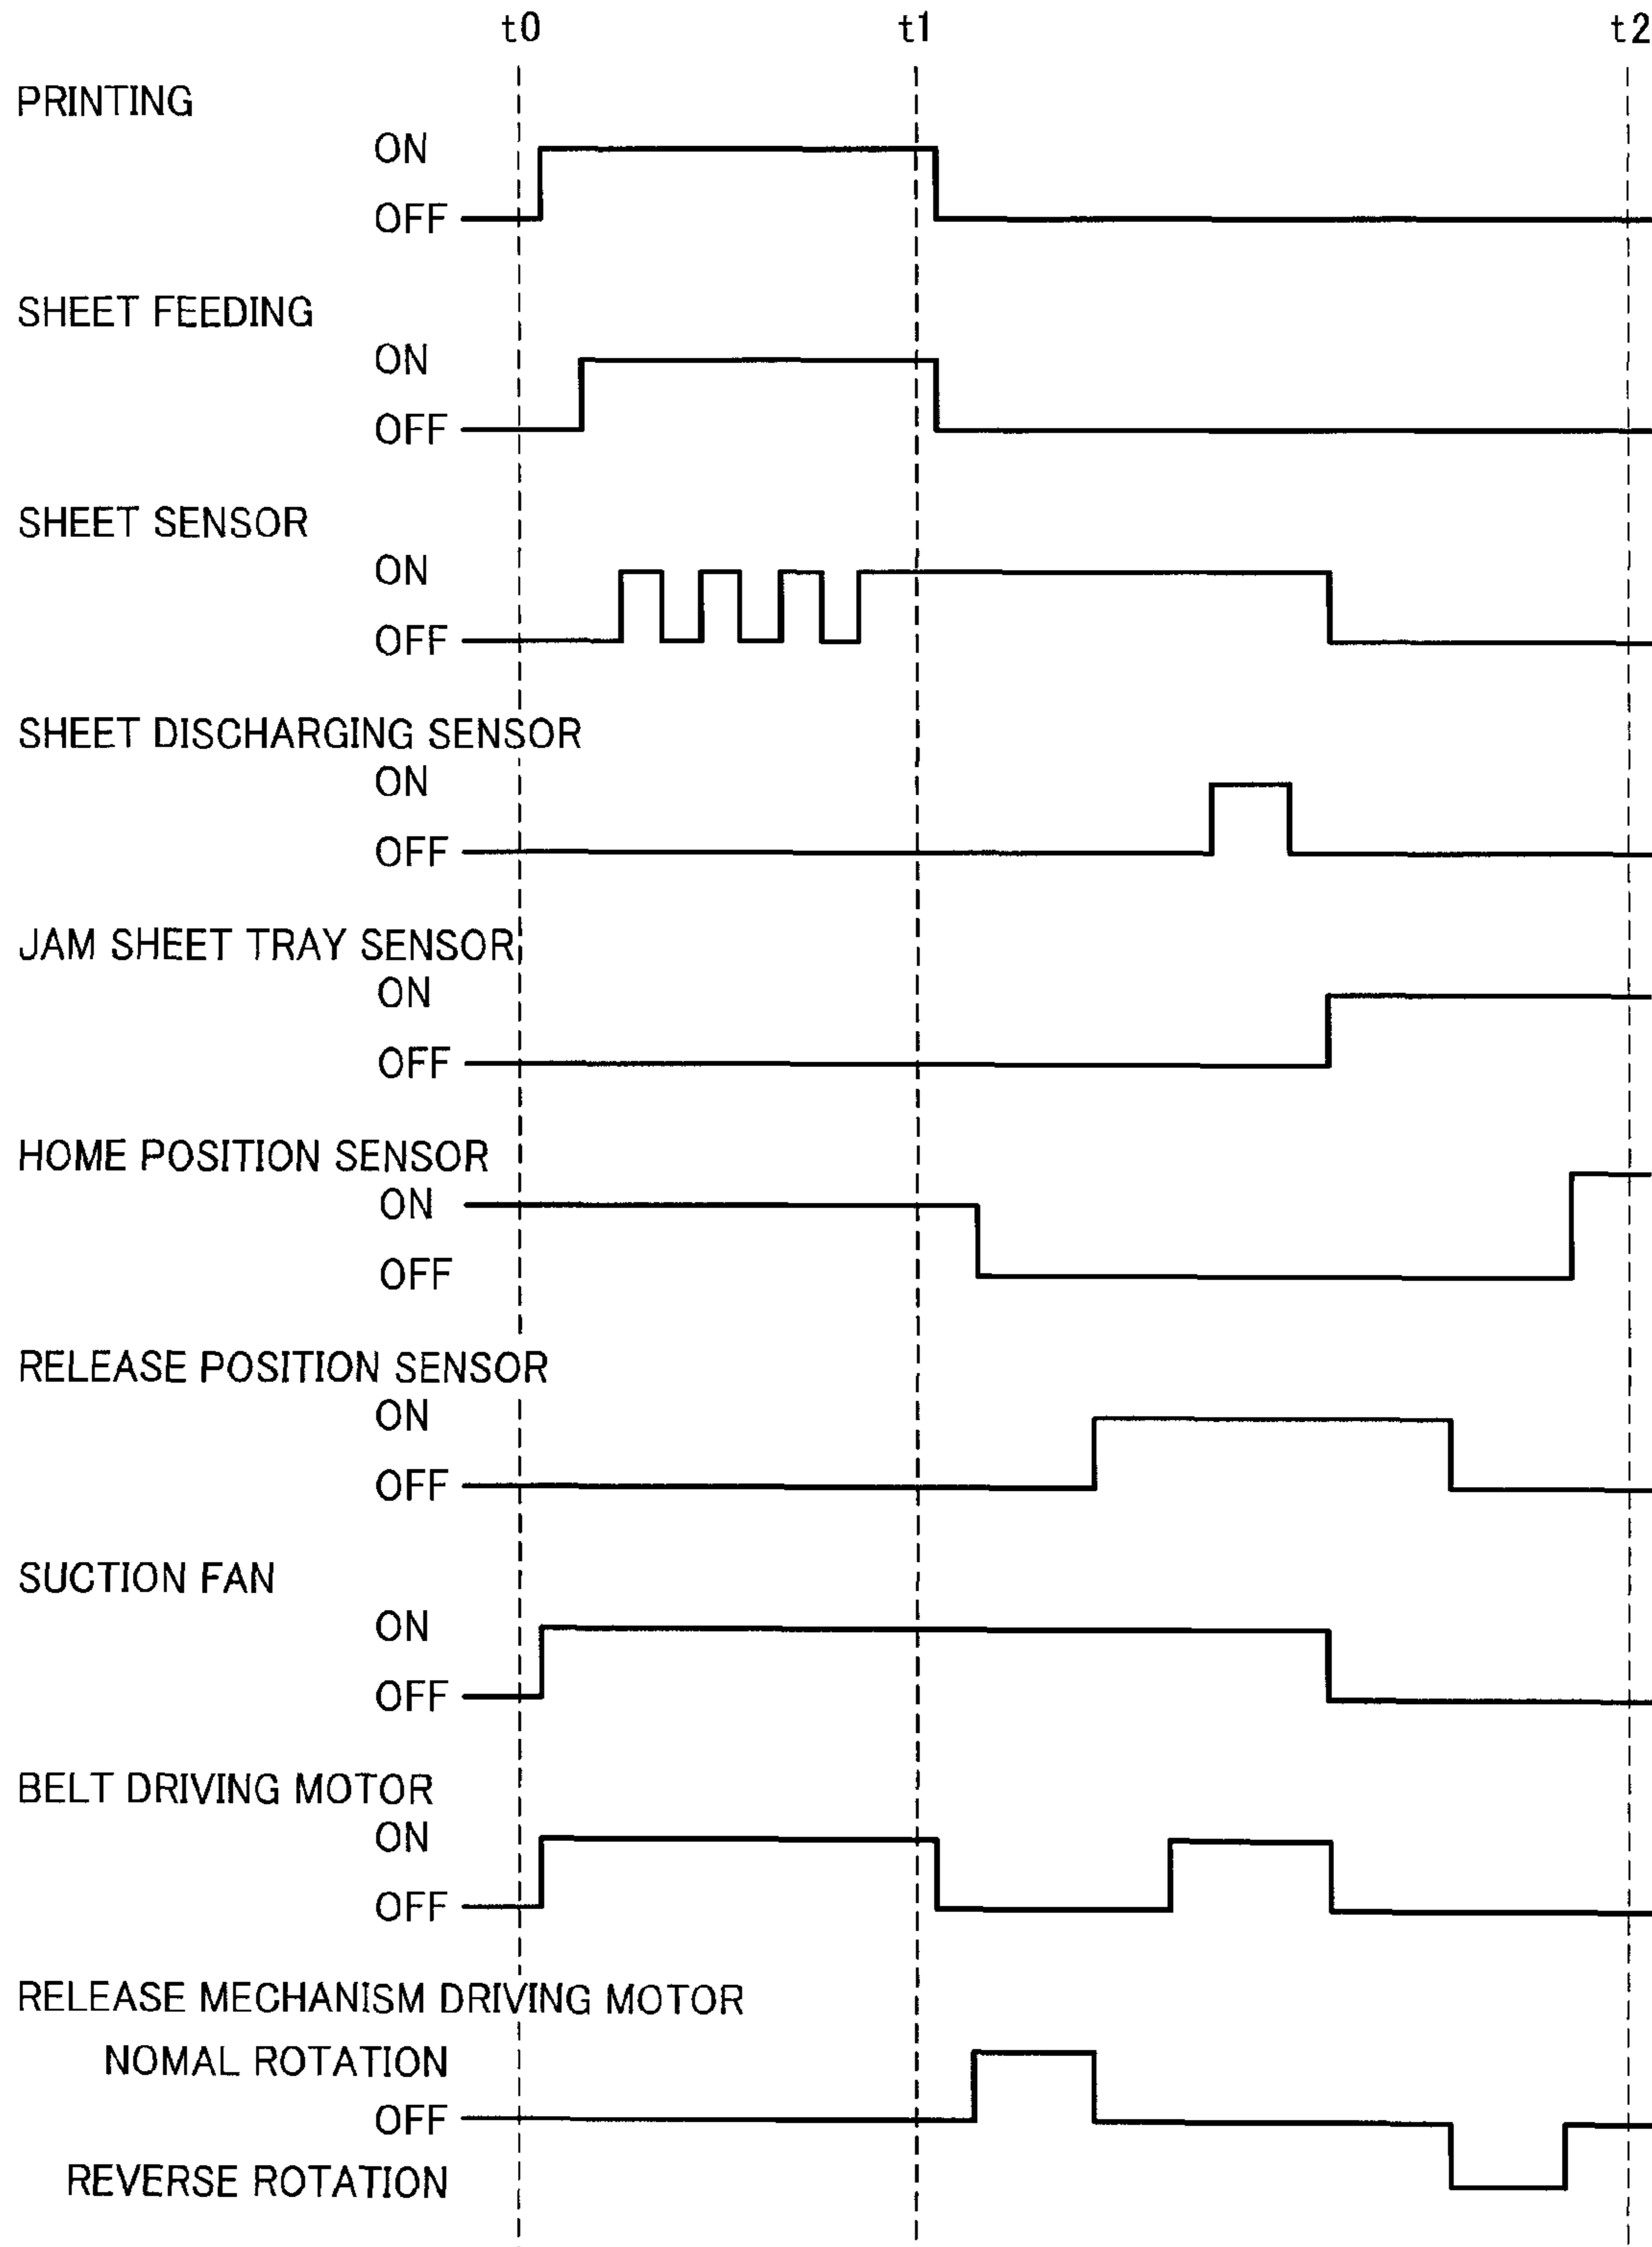 t0 t1 t2
PRINTING
ON
OFF
SHEET FEEDING
ON
OFF
SHEET SENSOR
ON
OFF
SHEET DISCHARGING SENSOR
ON
OFF
JAM SHEET TRAY SENSOR
ON
OFF
HOME POSITION SENSOR
ON
OFF
RELEASE POSITION SENSOR
ON
OFF
SUCTION FAN
ON
OFF
BELT DRIVING MOTOR
ON
OFF
RELEASE MECHANISM DRIVING MOTOR
NOMAL ROTATION
OFF
REVERSE ROTATION